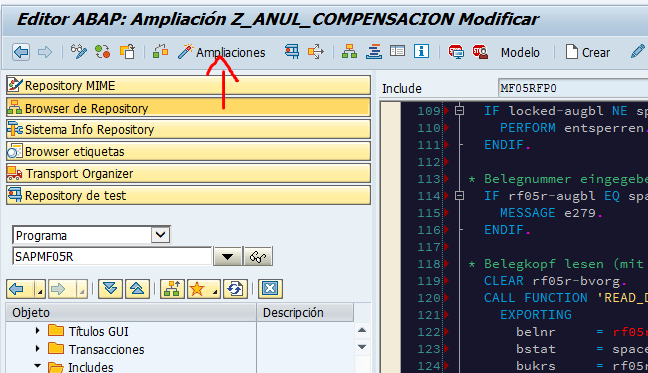 Editor ABAP: Ampliación Z_ANUL_COMPENSACION Modificar
Ampliaciones Modelo Crear
Repository MIME
Browser de Repository
Sistema Info Repository
Browser etiquetas
Transport Organizer
Repository de test
Programa
SAPMF05R
Objeto Descripción
Títulos GUI
Transacciones
Includes
Include MF05RFP0
109 IF locked-augbl NE sp
110 PERFORM entsperren.
111 ENDIF.
112
113 * Belegnummer eingegebe
114 IF rf05r-augbl EQ spa
115 MESSAGE e279.
116 ENDIF.
117
118 * Belegkopf lesen (mit
119 CLEAR rf05r-bvorg.
120 CALL FUNCTION 'READ_D
121 EXPORTING
122 belnr = rf05r
123 bstat = space
124 bukrs = rf05r